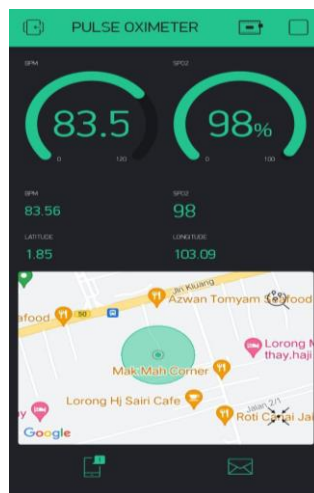 PULSE OXIMETER
BPM SPO2
83.5 98%
0 120 0 100
BPM SPO2
83.56 98
LATITUDE LONGITUDE
1.85 103.09
Jln Kluang
Azwan Tomyam Seafood
afood 50
Lorong
thay,haji
Mak Mah Corner
Lorong Hj Sairi Cafe
Jalan 2/1
Roti Canai Jai
Google